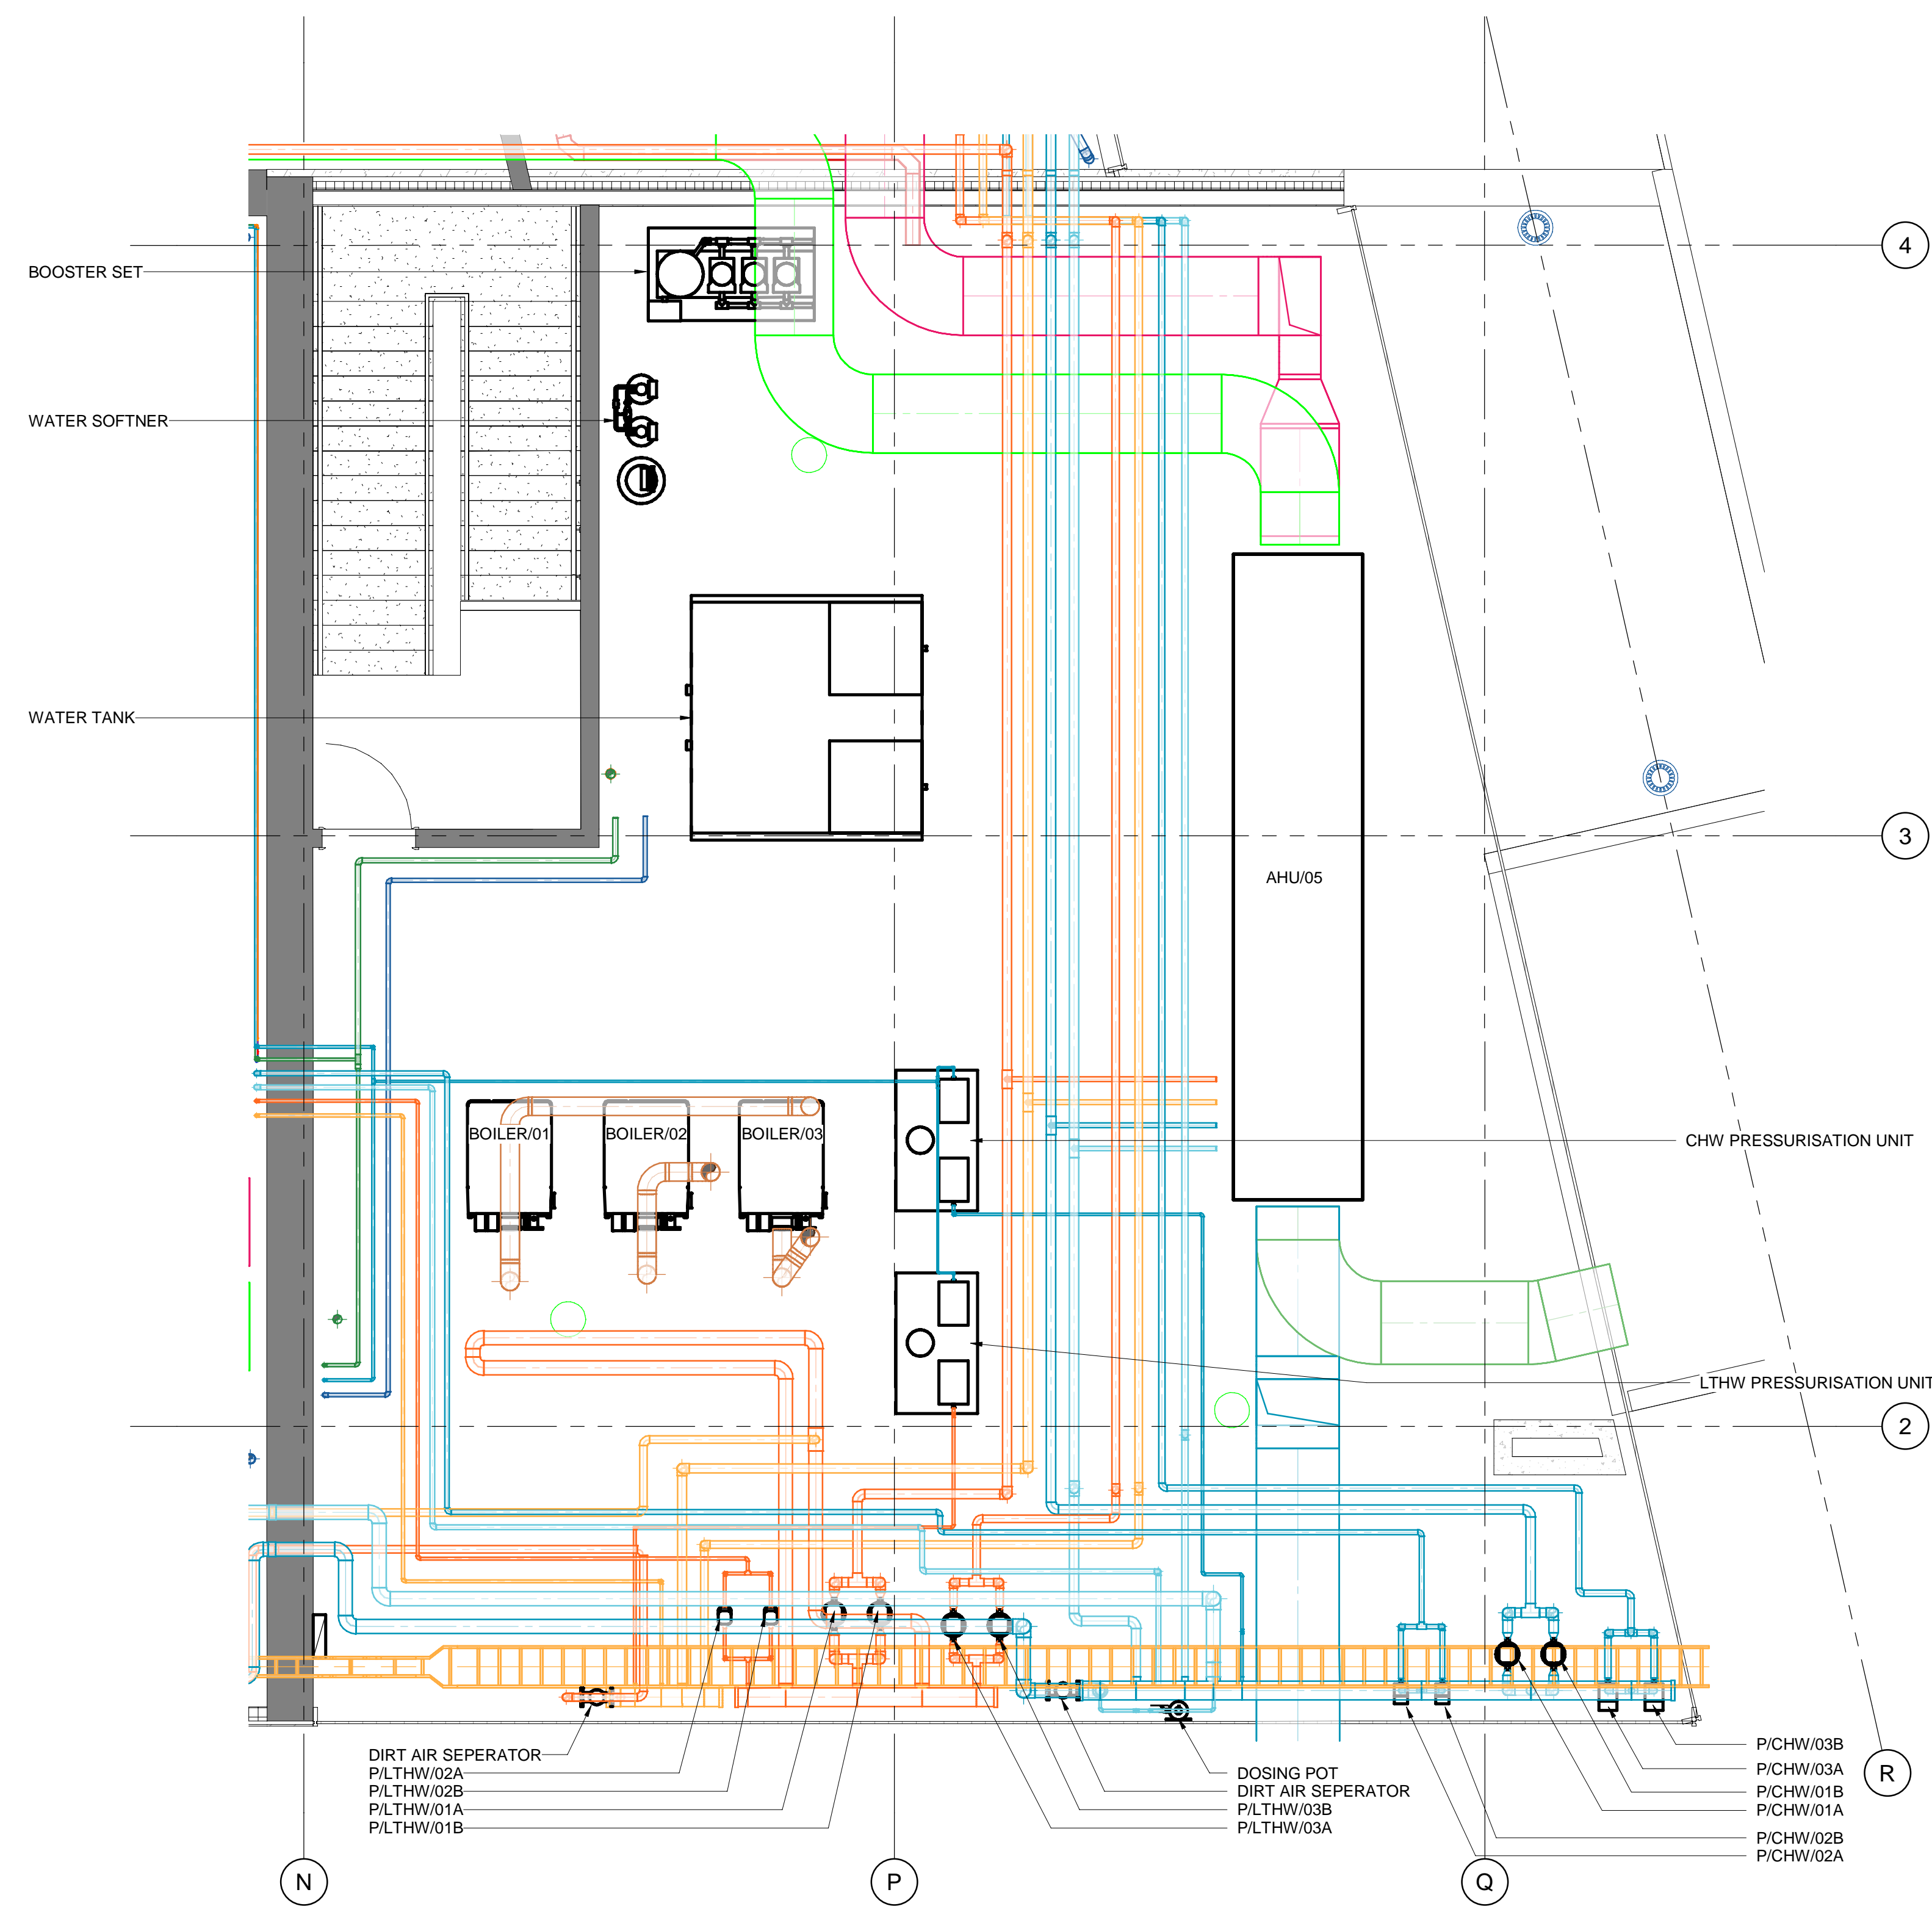 4
BOOSTER SET
WATER SOFTNER
WATER TANK
3
AHU/05
BOILER/01
BOILER/02
BOILER/03
CHW PRESSURISATION UNIT
LTHW PRESSURISATION UNIT
2
DIRT AIR SEPERATOR
P/LTHW/02A
P/LTHW/02B
P/LTHW/01A
P/LTHW/01B
DOSING POT
DIRT AIR SEPERATOR
P/LTHW/03B
P/LTHW/03A
P/CHW/03B
P/CHW/03A
P/CHW/01B
P/CHW/01A
P/CHW/02B
P/CHW/02A
R
N
P
Q